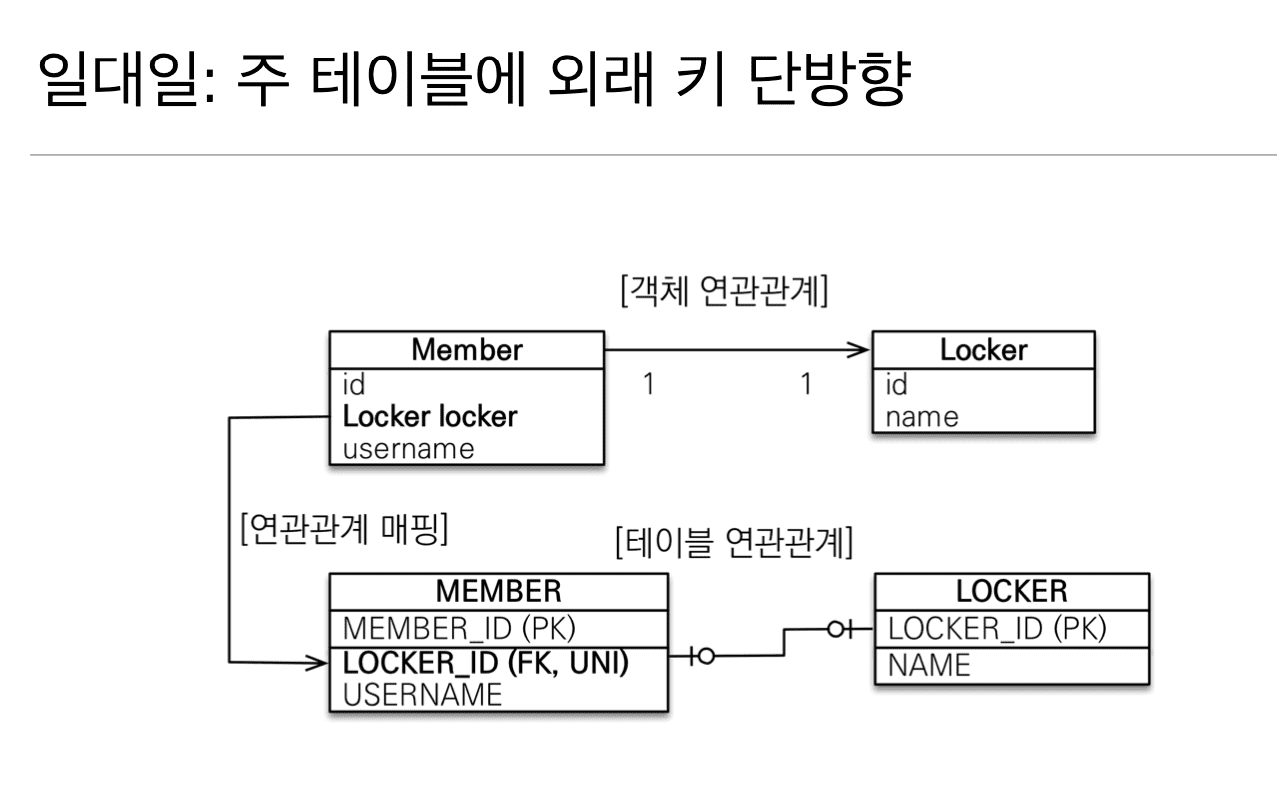 일대일: 주 테이블에 외래 키 단방향
[객체 연관관계]
Member
id
Locker locker
username
1
1
Locker
id
name
[연관관계 매핑]
[테이블 연관관계]
MEMBER
MEMBER_ID (PK)
LOCKER_ID (FK, UNI)
USERNAME
LOCKER
LOCKER_ID (PK)
NAME